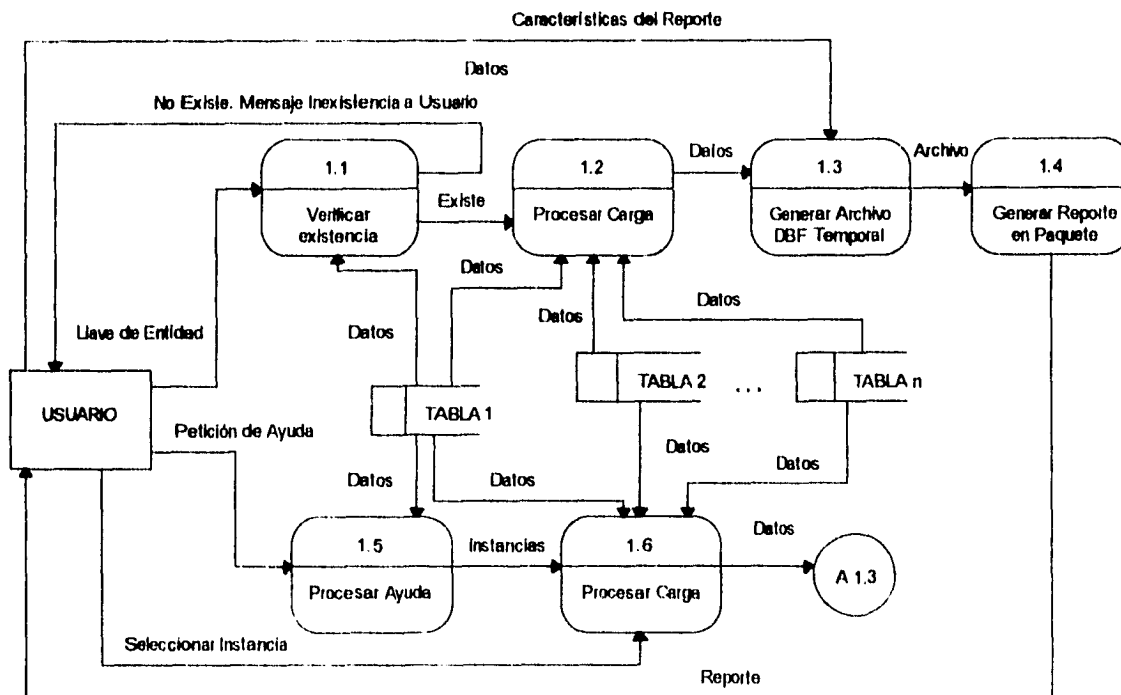 Características del Reporte
Datos
No Existe. Mensaje Inexistencia a Usuario
1.1
Verificar
existencia
Existe
1.2
Procesar Carga
Datos
1.3
Generar Archivo
DBF Temporal
Archivo
1.4
Generar Reporte
en Paquete
Llave de Entidad
Datos
Datos
Datos
Datos
USUARIO
TABLA 1
TABLA 2
...
TABLA n
Petición de Ayuda
Datos
Datos
Datos
Datos
1.5
Procesar Ayuda
Instancias
1.6
Procesar Carga
Datos
A 1.3
Seleccionar Instancia
Reporte